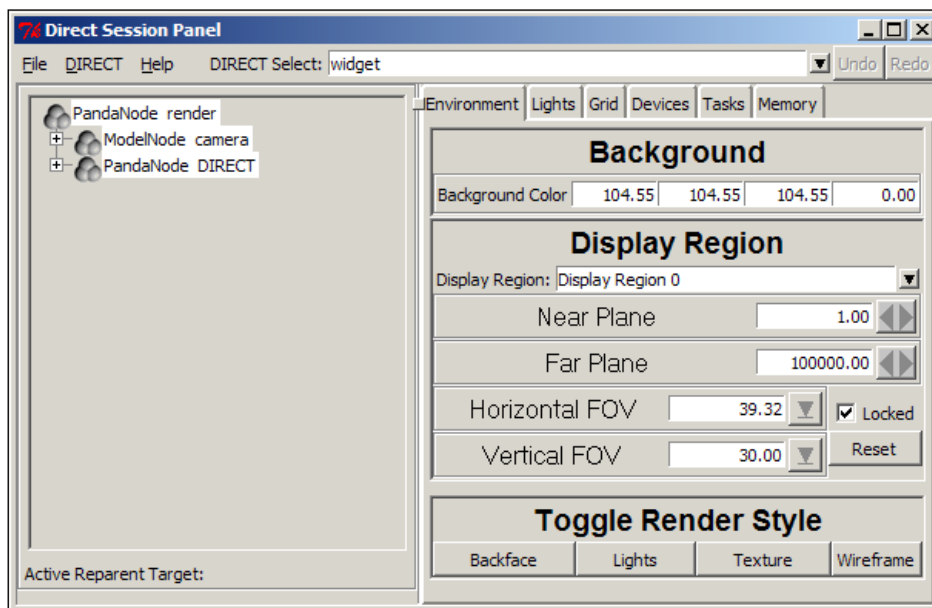 Direct Session Panel
File DIRECT Help DIRECT Select: widget Undo Redo
PandaNode render
ModelNode camera
PandaNode DIRECT
Active Reparent Target:
Environment Lights Grid Devices Tasks Memory
Background
Background Color 104.55 104.55 104.55 0.00
Display Region
Display Region: Display Region 0
Near Plane 1.00
Far Plane 100000.00
Horizontal FOV 39.32 Locked
Vertical FOV 30.00 Reset
Toggle Render Style
Backface Lights Texture Wireframe